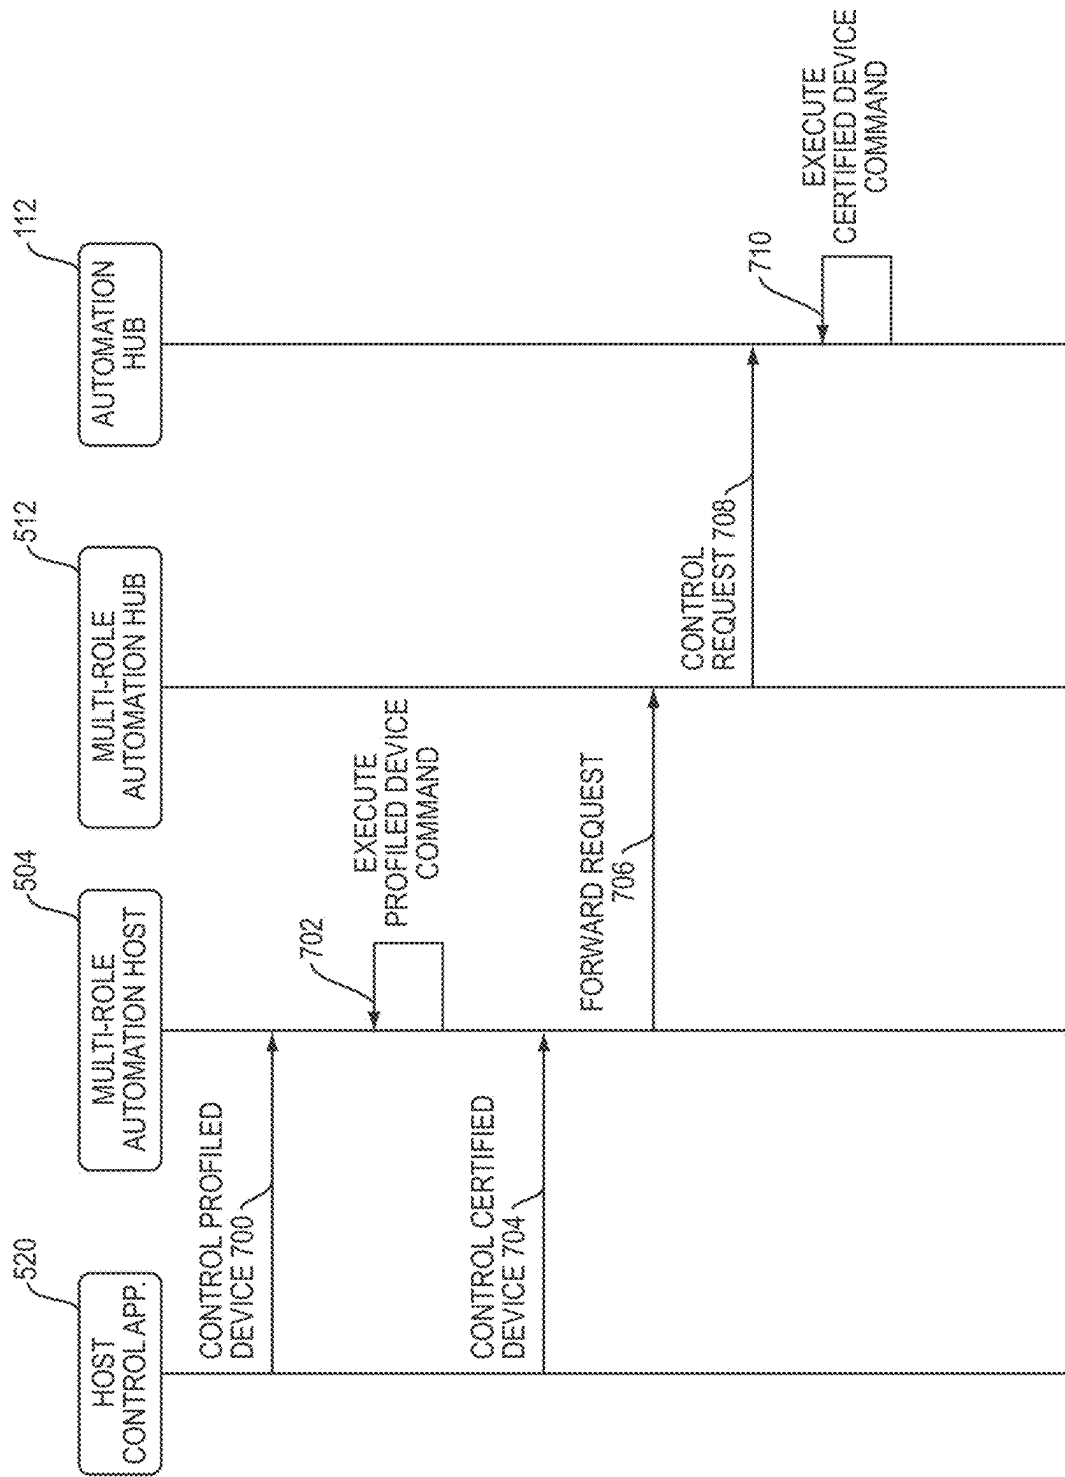 520
HOST
CONTROL APP.
504
MULTI-ROLE
AUTOMATION HOST
512
MULTI-ROLE
AUTOMATION HUB
112
AUTOMATION
HUB
CONTROL PROFILED
DEVICE 700
702
EXECUTE
PROFILED DEVICE
COMMAND
CONTROL CERTIFIED
DEVICE 704
FORWARD REQUEST
706
CONTROL
REQUEST 708
710
EXECUTE
CERTIFIED DEVICE
COMMAND